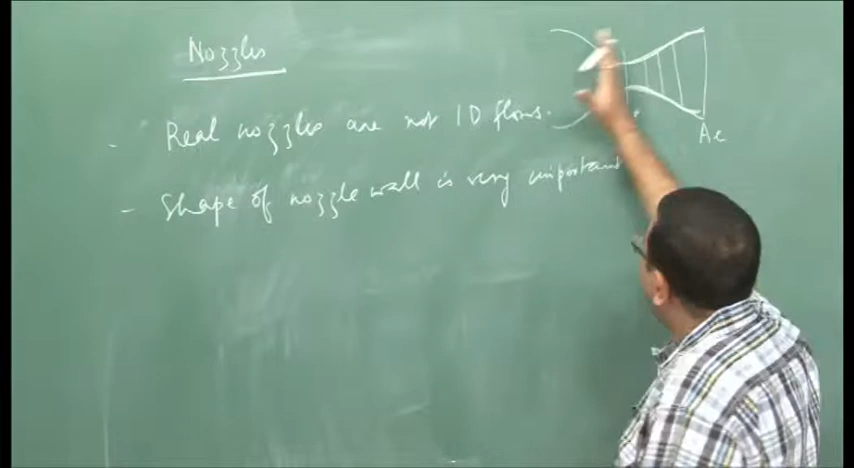 Nozzles
- Real nozzles are not 1D flows.
- Shape of nozzle wall is very important
Ae